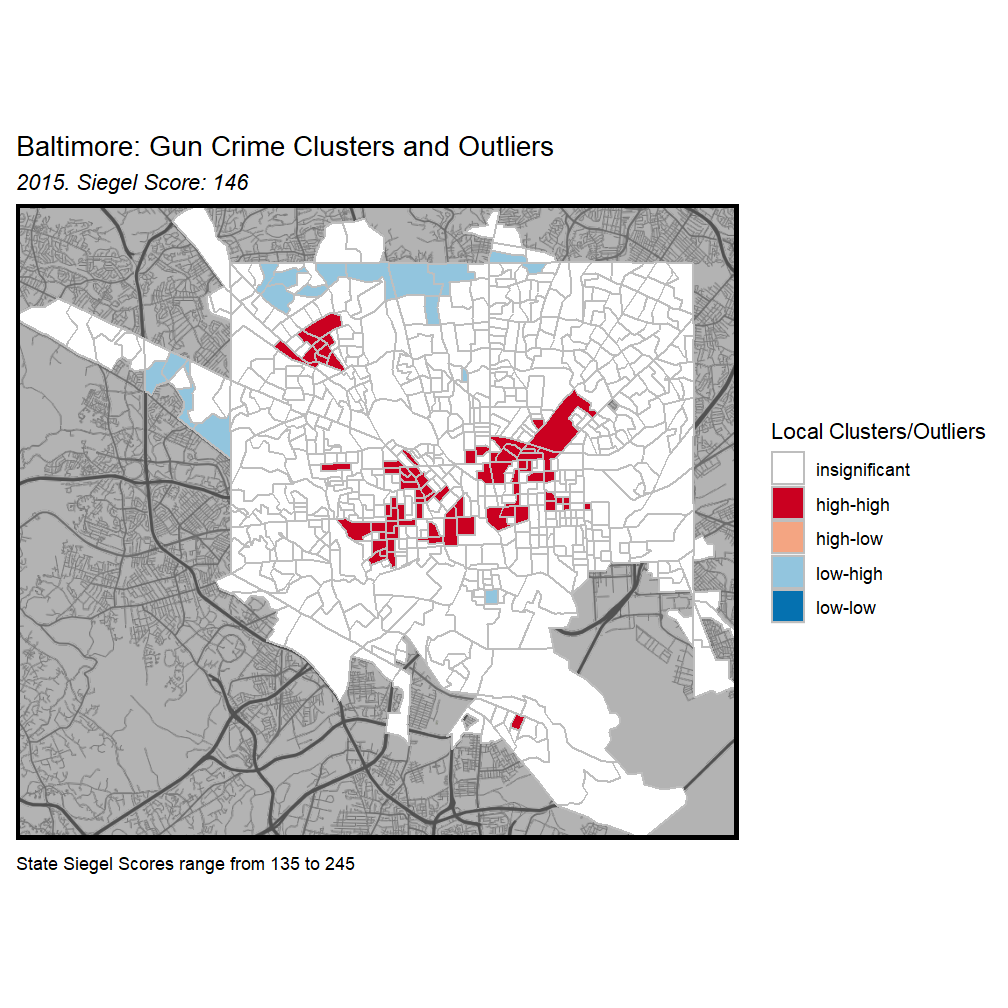 Baltimore: Gun Crime Clusters and Outliers
2015. Siegel Score: 146
Local Clusters/Outliers
insignificant
high-high
high-low
low-high
low-low
State Siegel Scores range from 135 to 245